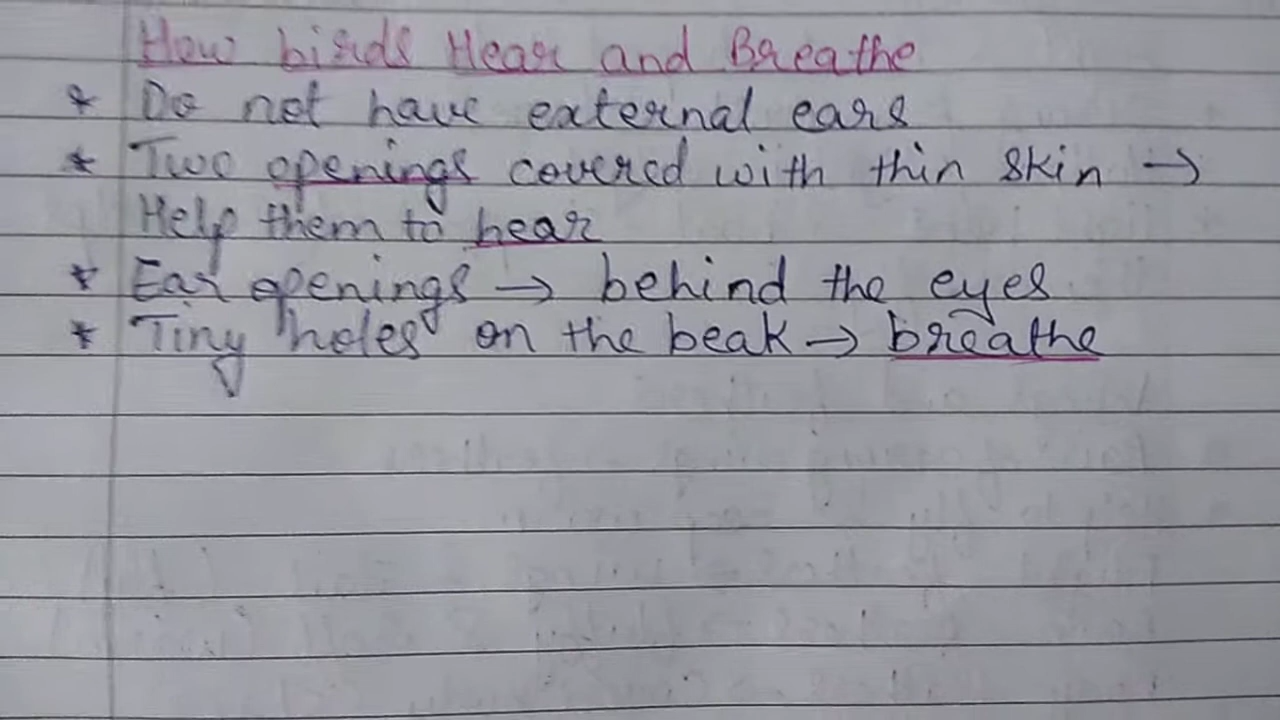 How birds Hear and Breathe
* Do not have external ears
* Two openings covered with thin skin →
Help them to hear
* Ear openings → behind the eyes
* Tiny holes on the beak → breathe